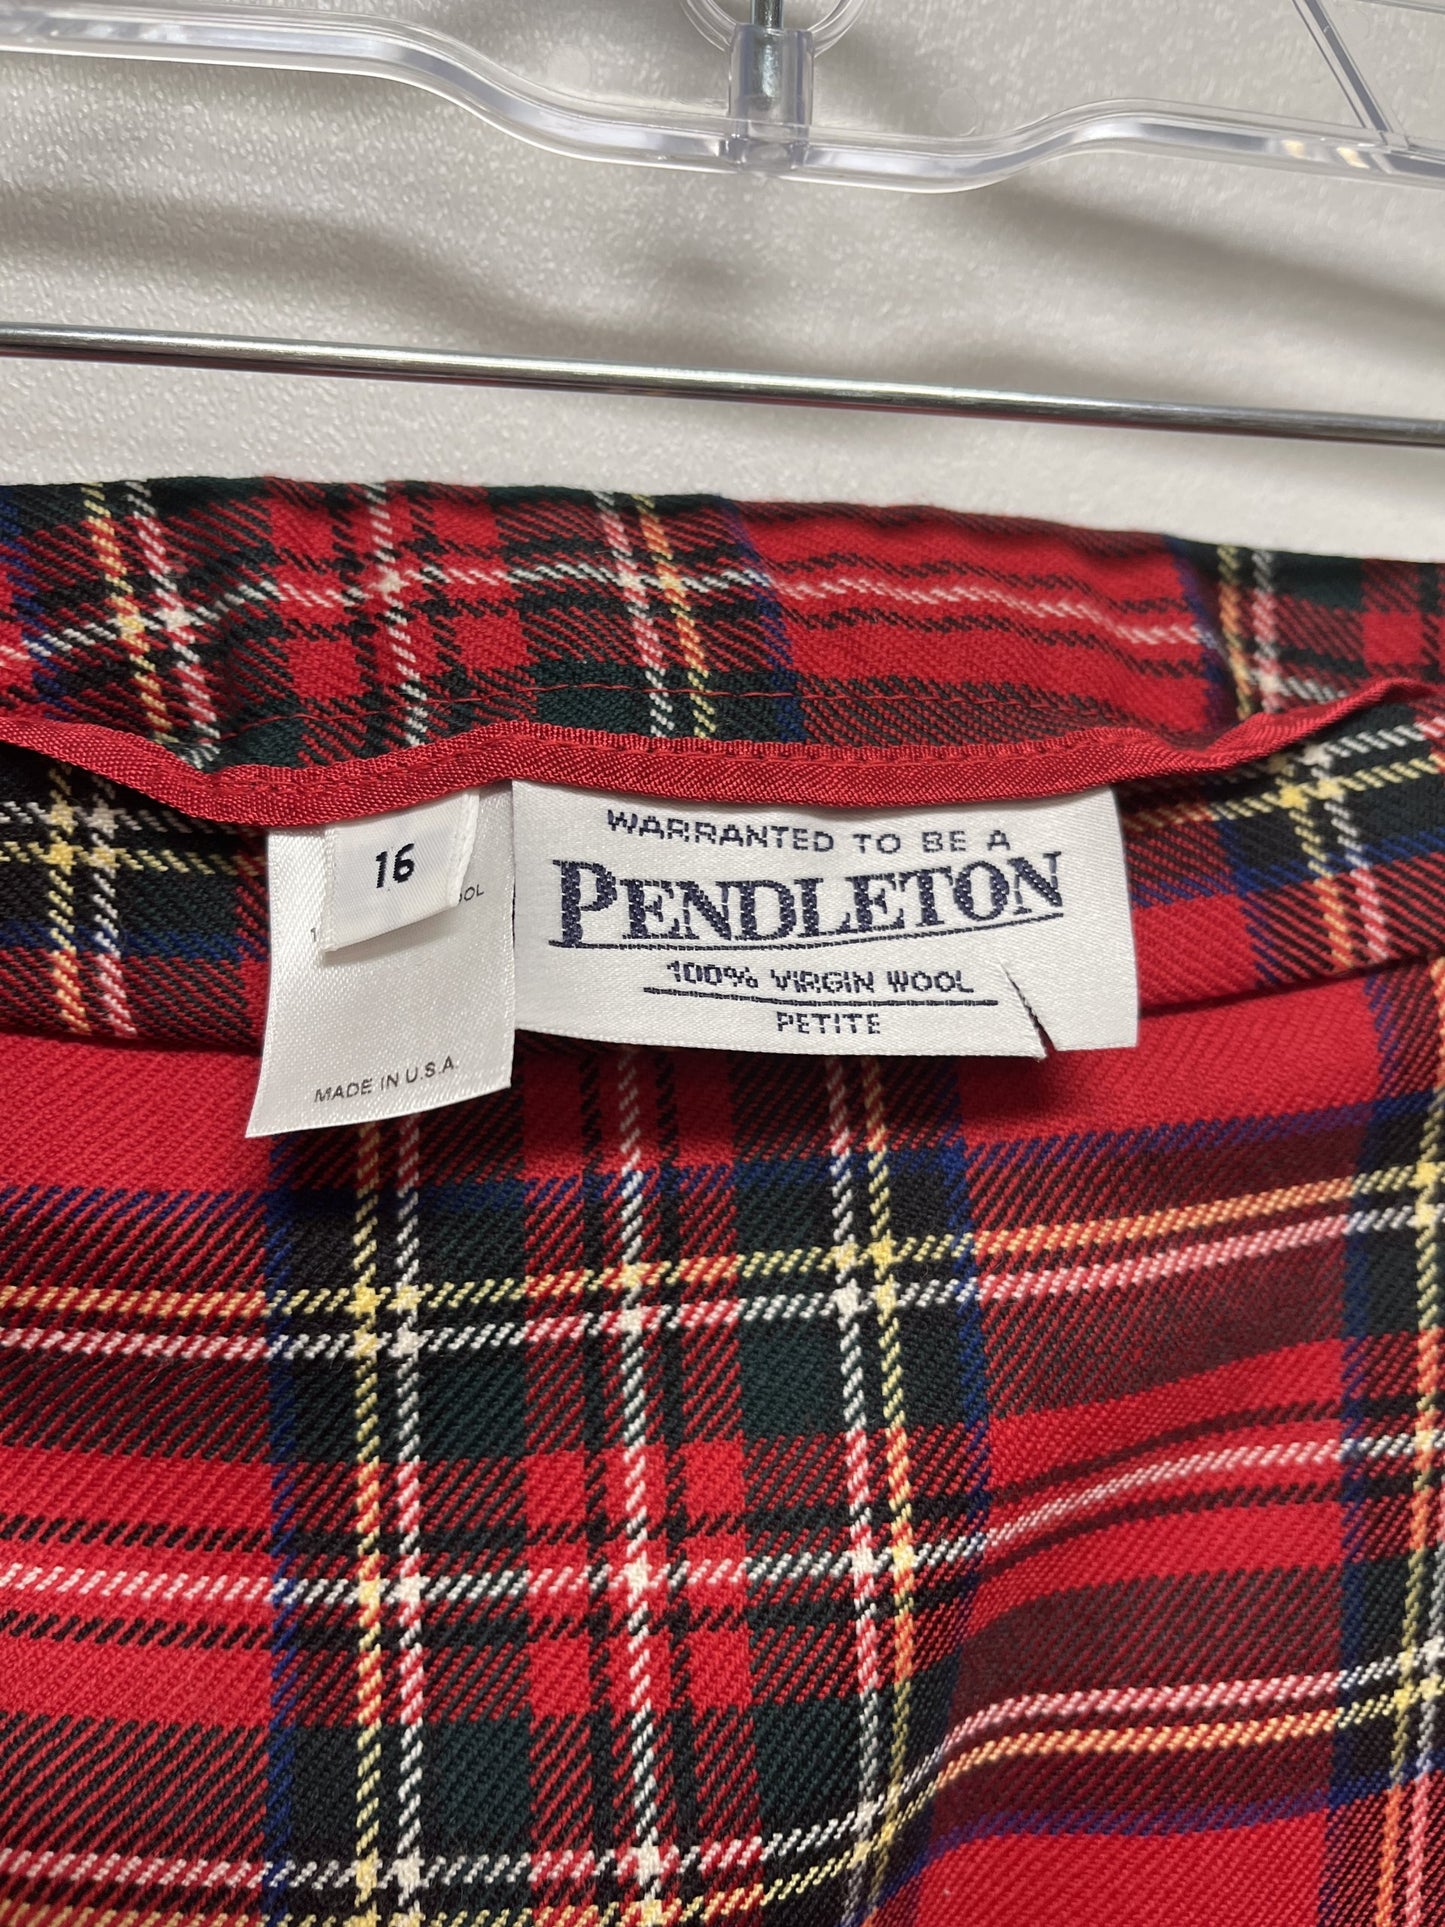 16
MADE IN U.S.A.
WARRANTED TO BE A
PENDLETON
100% VIRGIN WOOL
PETITE